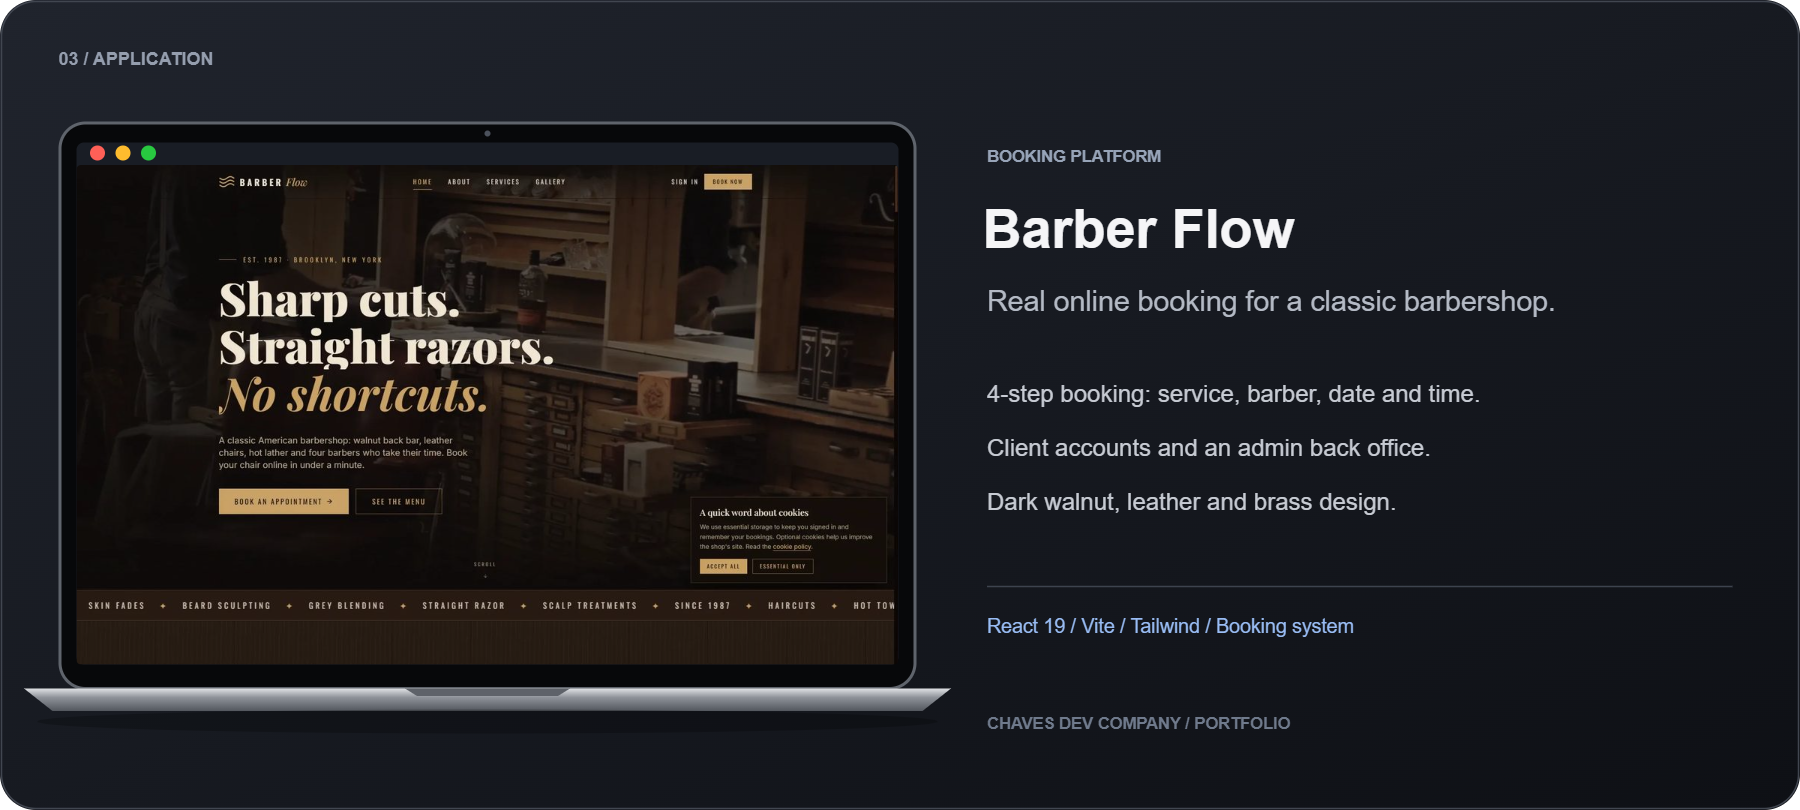 03 / APPLICATION
BARBER Flow
HOME ABOUT SERVICES GALLERY
SIGN IN BOOK NOW
EST. 1987 · BROOKLYN, NEW YORK
Sharp cuts.
Straight razors.
No shortcuts.
A classic American barbershop: walnut back bar, leather
chairs, hot lather and four barbers who take their time. Book
your chair online in under a minute.
BOOK AN APPOINTMENT → SEE THE MENU
A quick word about cookies
We use essential storage to keep you signed in and
remember your bookings. Optional cookies help us improve
the shop's site. Read the cookie policy.
ACCEPT ALL ESSENTIAL ONLY
SCROLL
SKIN FADES ✦ BEARD SCULPTING ✦ GREY BLENDING ✦ STRAIGHT RAZOR ✦ SCALP TREATMENTS ✦ SINCE 1987 ✦ HAIRCUTS ✦ HOT TOW
BOOKING PLATFORM
Barber Flow
Real online booking for a classic barbershop.
4-step booking: service, barber, date and time.
Client accounts and an admin back office.
Dark walnut, leather and brass design.
React 19 / Vite / Tailwind / Booking system
CHAVES DEV COMPANY / PORTFOLIO